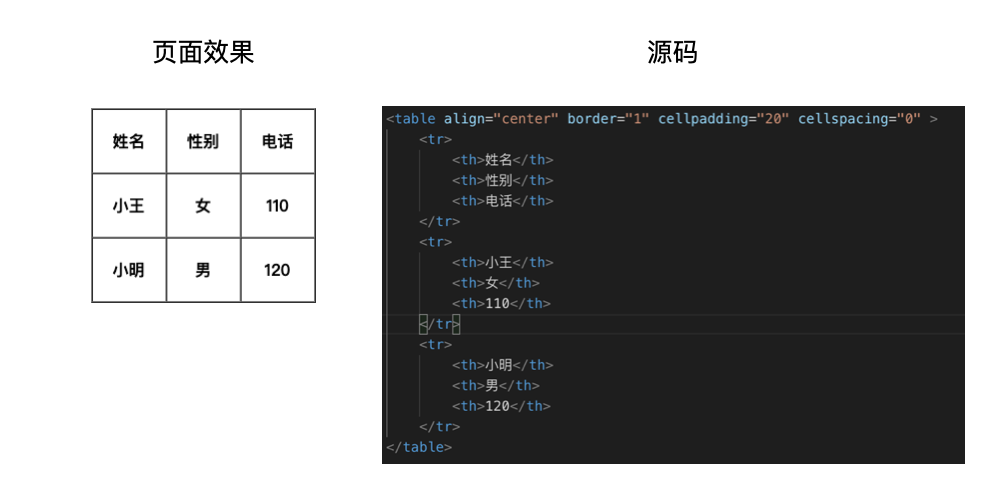 页面效果
源码
姓名 性别 电话
小王 女 110
小明 男 120
<table align="center" border="1" cellpadding="20" cellspacing="0" >
<tr>
<th>姓名</th>
<th>性别</th>
<th>电话</th>
</tr>
<tr>
<th>小王</th>
<th>女</th>
<th>110</th>
</tr>
<tr>
<th>小明</th>
<th>男</th>
<th>120</th>
</tr>
</table>